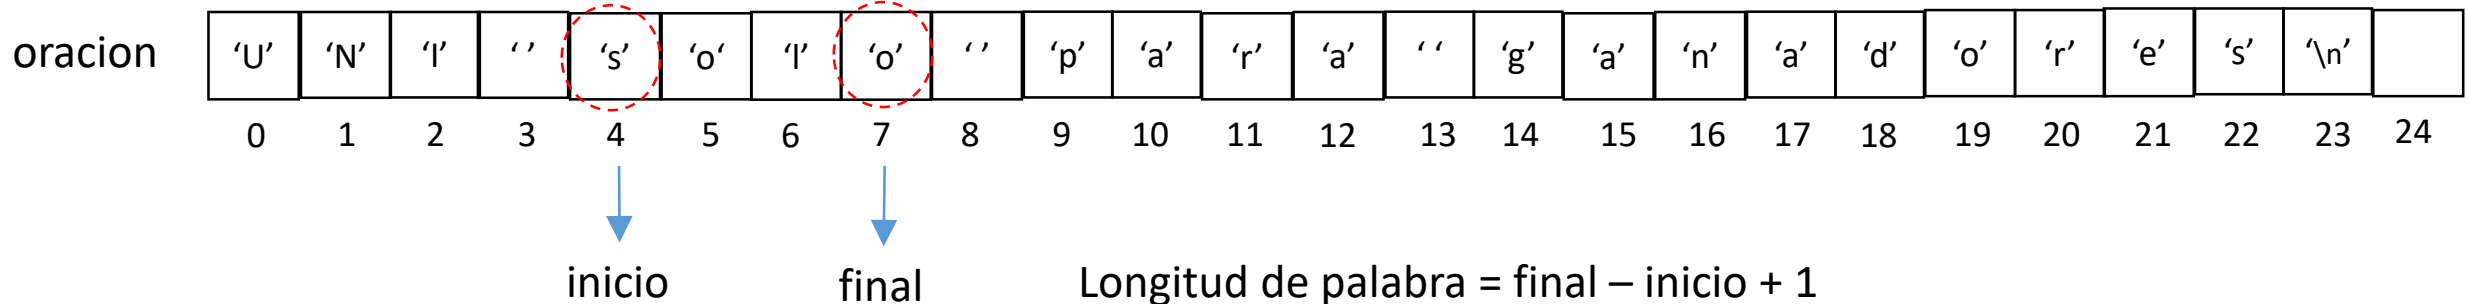 oracion ‘U’ ‘N’ ‘I’ ‘ ’ ‘s’ ‘o‘ ‘l’ ‘o’ ‘ ’ ‘p’ ‘a’ ‘r’ ‘a’ ‘ ‘ ‘g’ ‘a’ ‘n’ ‘a’ ‘d’ ‘o’ ‘r’ ‘e’ ‘s’ ‘\n’
0 1 2 3 4 5 6 7 8 9 10 11 12 13 14 15 16 17 18 19 20 21 22 23 24
inicio final Longitud de palabra = final – inicio + 1